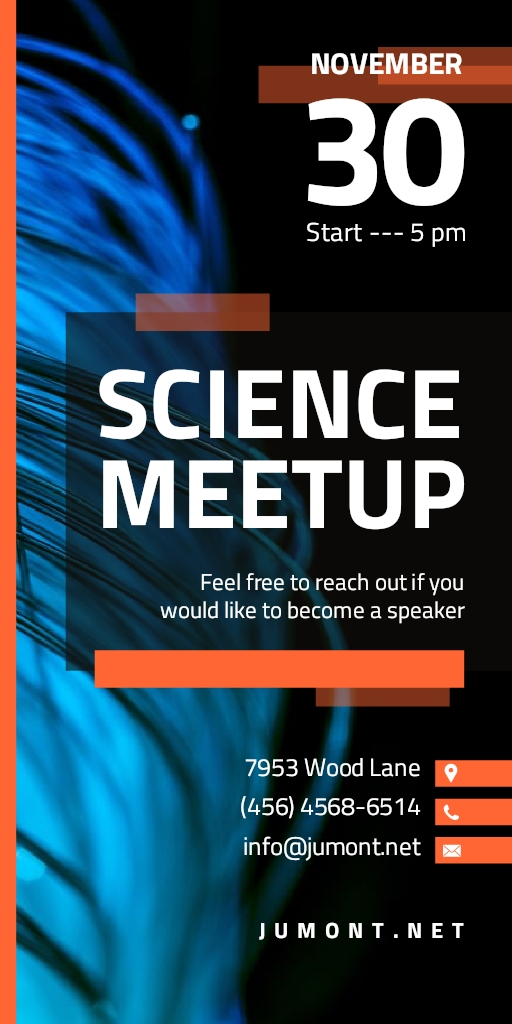 NOVEMBER
30
Start --- 5 pm
SCIENCE
MEETUP
Feel free to reach out if you
would like to become a speaker
7953 Wood Lane
(456) 4568-6514
info@jumont.net
JUMONT.NET